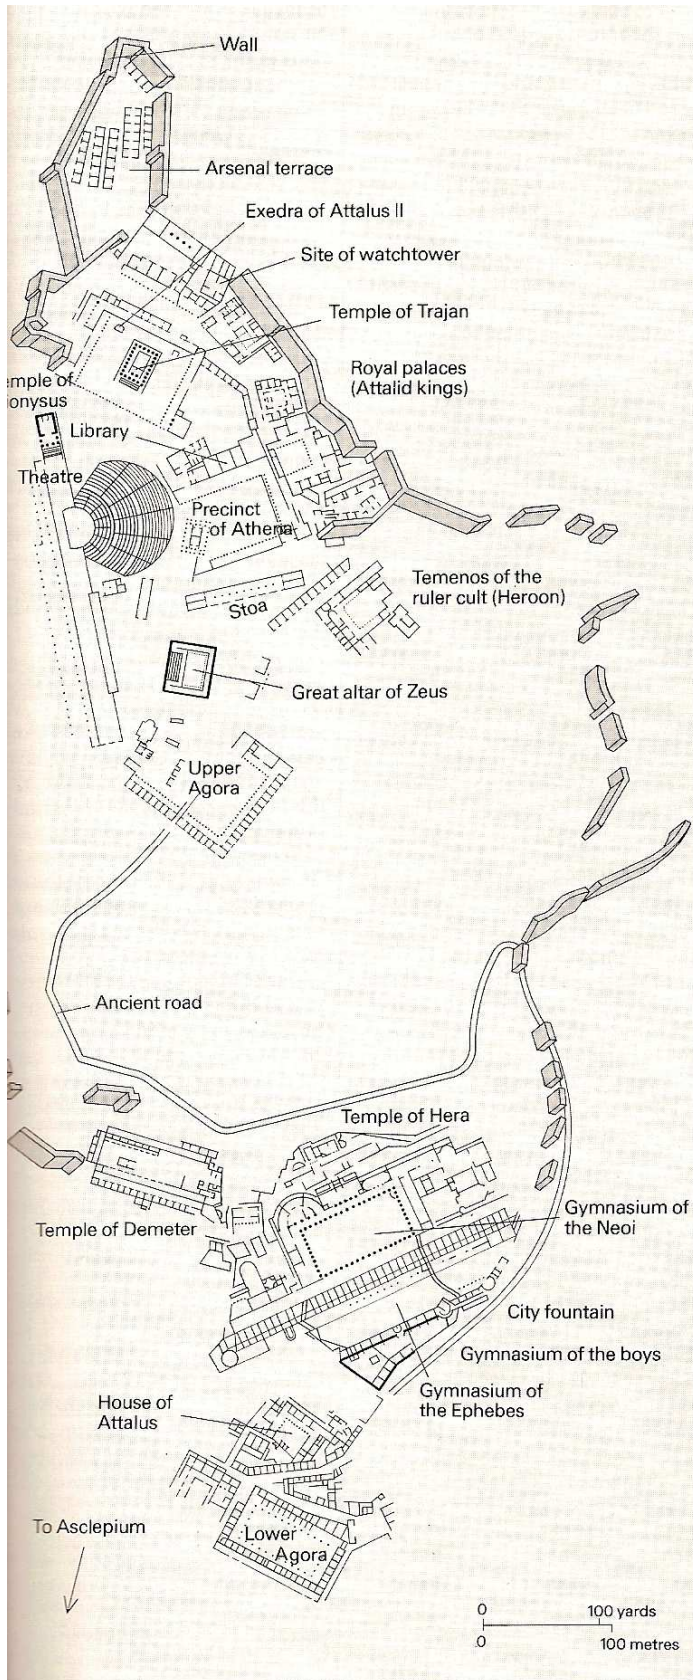 Wall
Arsenal terrace
Exedra of Attalus II
Site of watchtower
Temple of Trajan
Royal palaces
(Attalid kings)
emple of
ionysus
Library
Theatre
Precinct
of Athena
Temenos of the
ruler cult (Heroon)
Stoa
Great altar of Zeus
Upper
Agora
Ancient road
Temple of Hera
Gymnasium of
the Neoi
Temple of Demeter
City fountain
Gymnasium of the boys
Gymnasium of
the Ephebes
House of
Attalus
To Asclepium
Lower
Agora
0 100 yards
0 100 metres